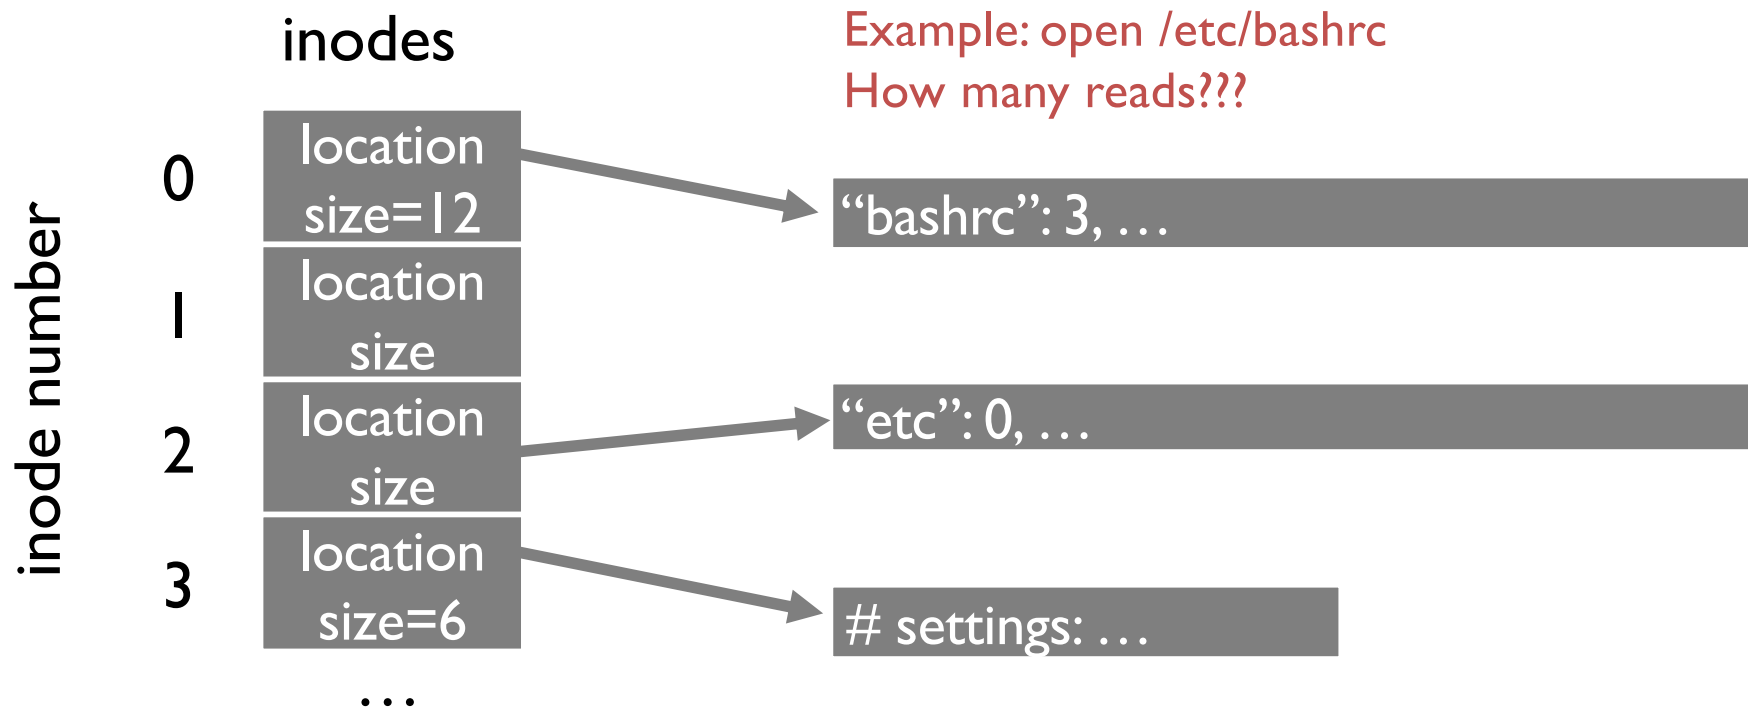 inodes
Example: open /etc/bashrc
How many reads???
inode number
0
location
size=12
“bashrc”: 3, …
1
location
size
2
location
size
“etc”: 0, …
3
location
size=6
# settings: …
…